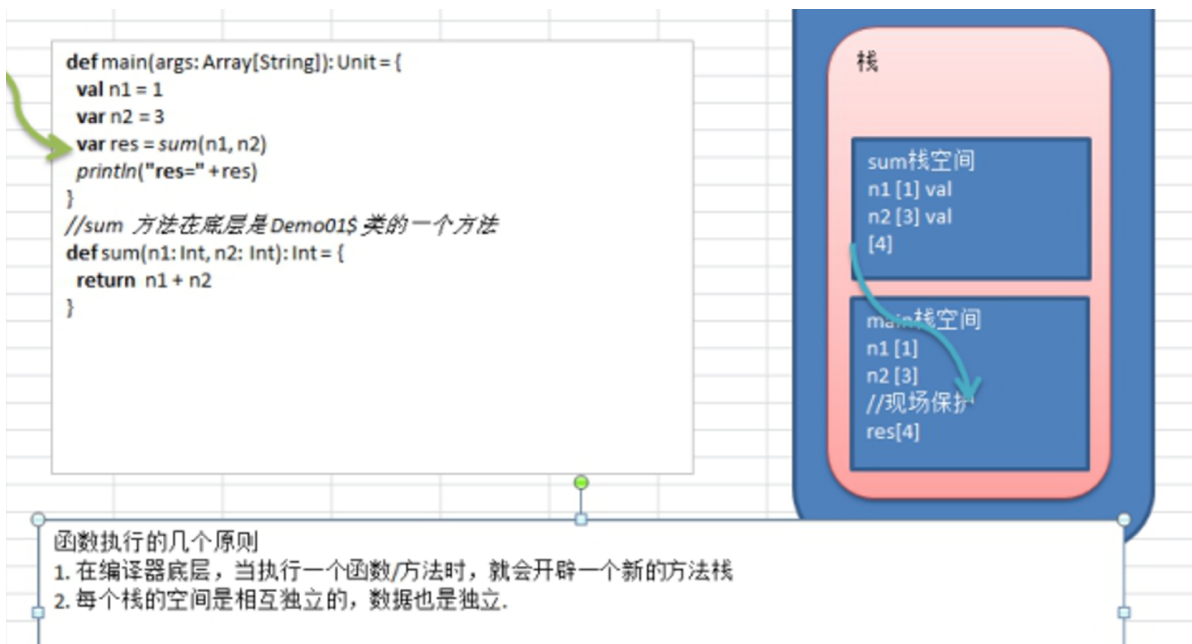 def main(args: Array[String]): Unit = {
val n1 = 1
var n2 = 3
var res = sum(n1, n2)
println("res=" +res)
}
//sum 方法在底层是 Demo01$ 类的一个方法
def sum(n1: Int, n2: Int): Int = {
return n1 + n2
}
栈
sum栈空间
n1 [1] val
n2 [3] val
[4]
main栈空间
n1 [1]
n2 [3]
//现场保护
res[4]
函数执行的几个原则
1. 在编译器底层，当执行一个函数/方法时，就会开辟一个新的方法栈
2. 每个栈的空间是相互独立的，数据也是独立.